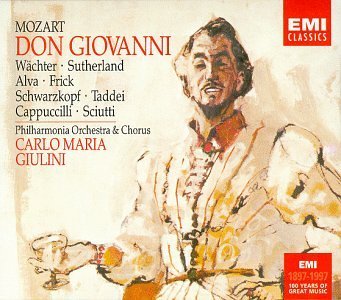 MOZART
DON GIOVANNI
Wächter · Sutherland
Alva · Frick
Schwarzkopf · Taddei
Cappuccilli · Sciutti
Philharmonia Orchestra & Chorus
CARLO MARIA
GIULINI
EMI
CLASSICS
EMI
1897-1997
100 YEARS OF
GREAT MUSIC